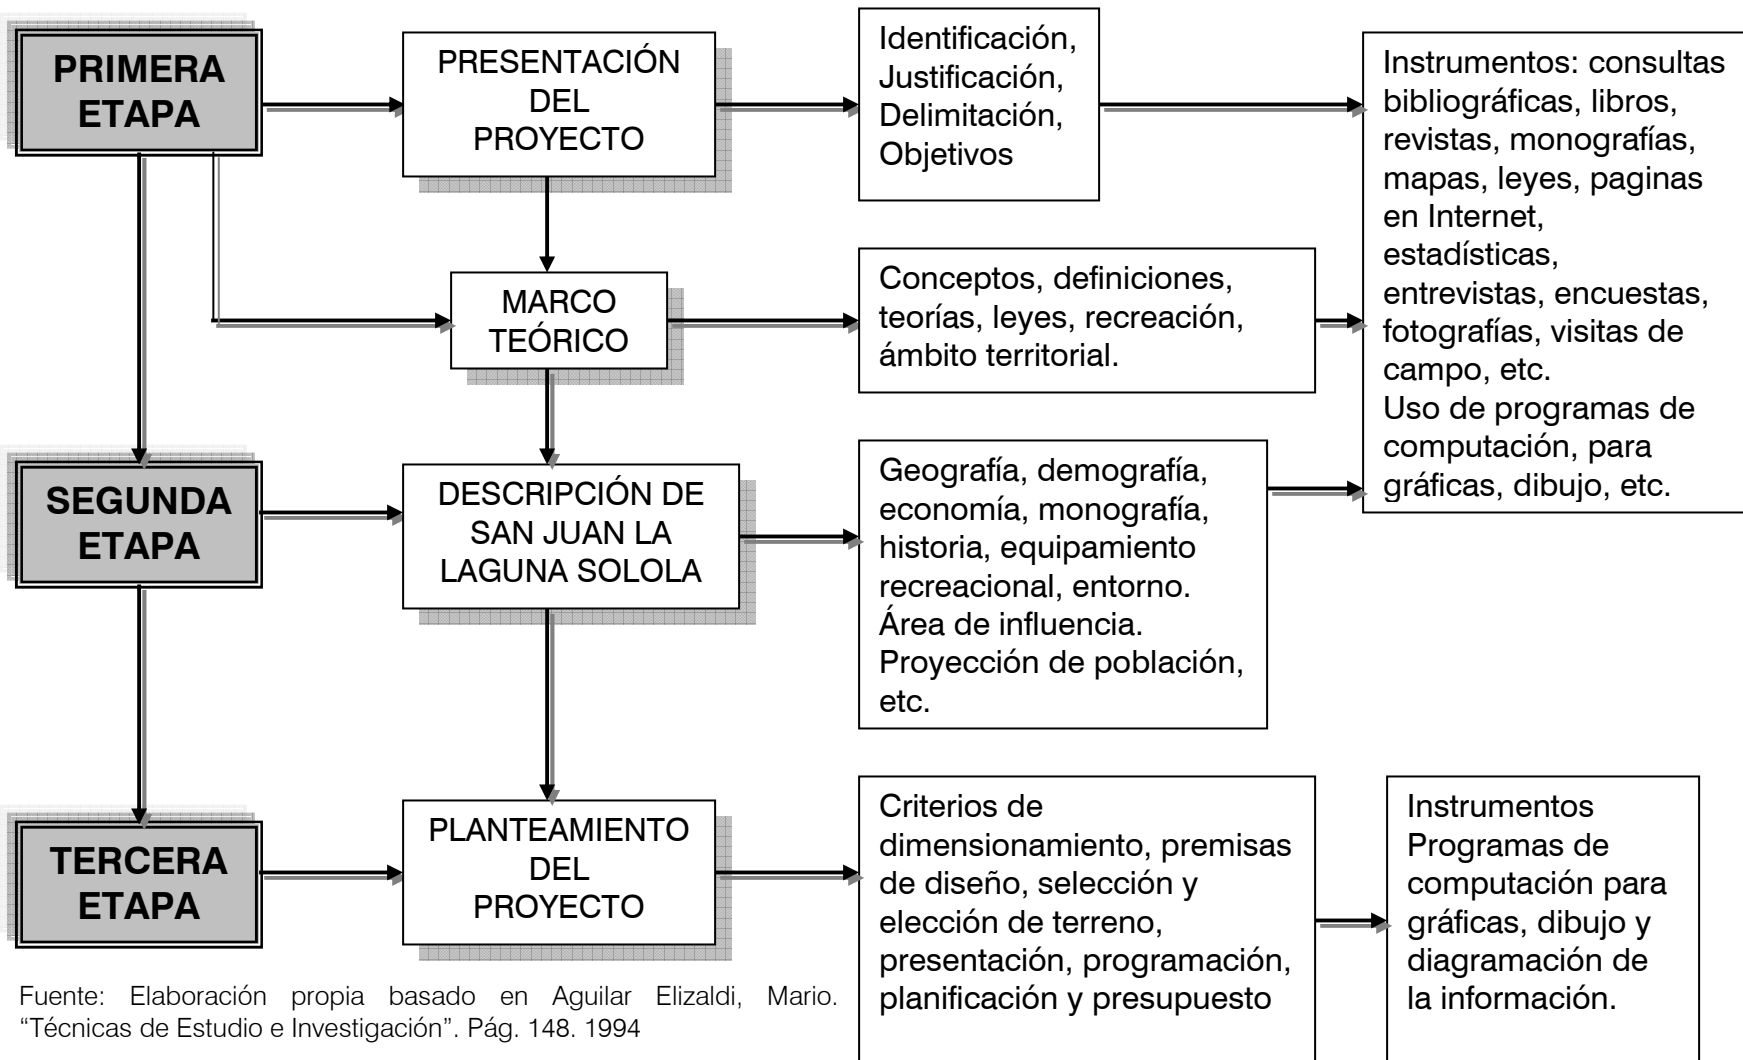 PRIMERA
ETAPA
PRESENTACIÓN
DEL
PROYECTO
Identificación,
Justificación,
Delimitación,
Objetivos
Instrumentos: consultas
bibliográficas, libros,
revistas, monografías,
mapas, leyes, paginas
en Internet,
estadísticas,
entrevistas, encuestas,
fotografías, visitas de
campo, etc.
Uso de programas de
computación, para
gráficas, dibujo, etc.
MARCO
TEÓRICO
Conceptos, definiciones,
teorías, leyes, recreación,
ámbito territorial.
SEGUNDA
ETAPA
DESCRIPCIÓN DE
SAN JUAN LA
LAGUNA SOLOLA
Geografía, demografía,
economía, monografía,
historia, equipamiento
recreacional, entorno.
Área de influencia.
Proyección de población,
etc.
TERCERA
ETAPA
PLANTEAMIENTO
DEL
PROYECTO
Criterios de
dimensionamiento, premisas
de diseño, selección y
elección de terreno,
presentación, programación,
planificación y presupuesto
Instrumentos
Programas de
computación para
gráficas, dibujo y
diagramación de
la información.
Fuente: Elaboración propia basado en Aguilar Elizaldi, Mario.
“Técnicas de Estudio e Investigación”. Pág. 148. 1994